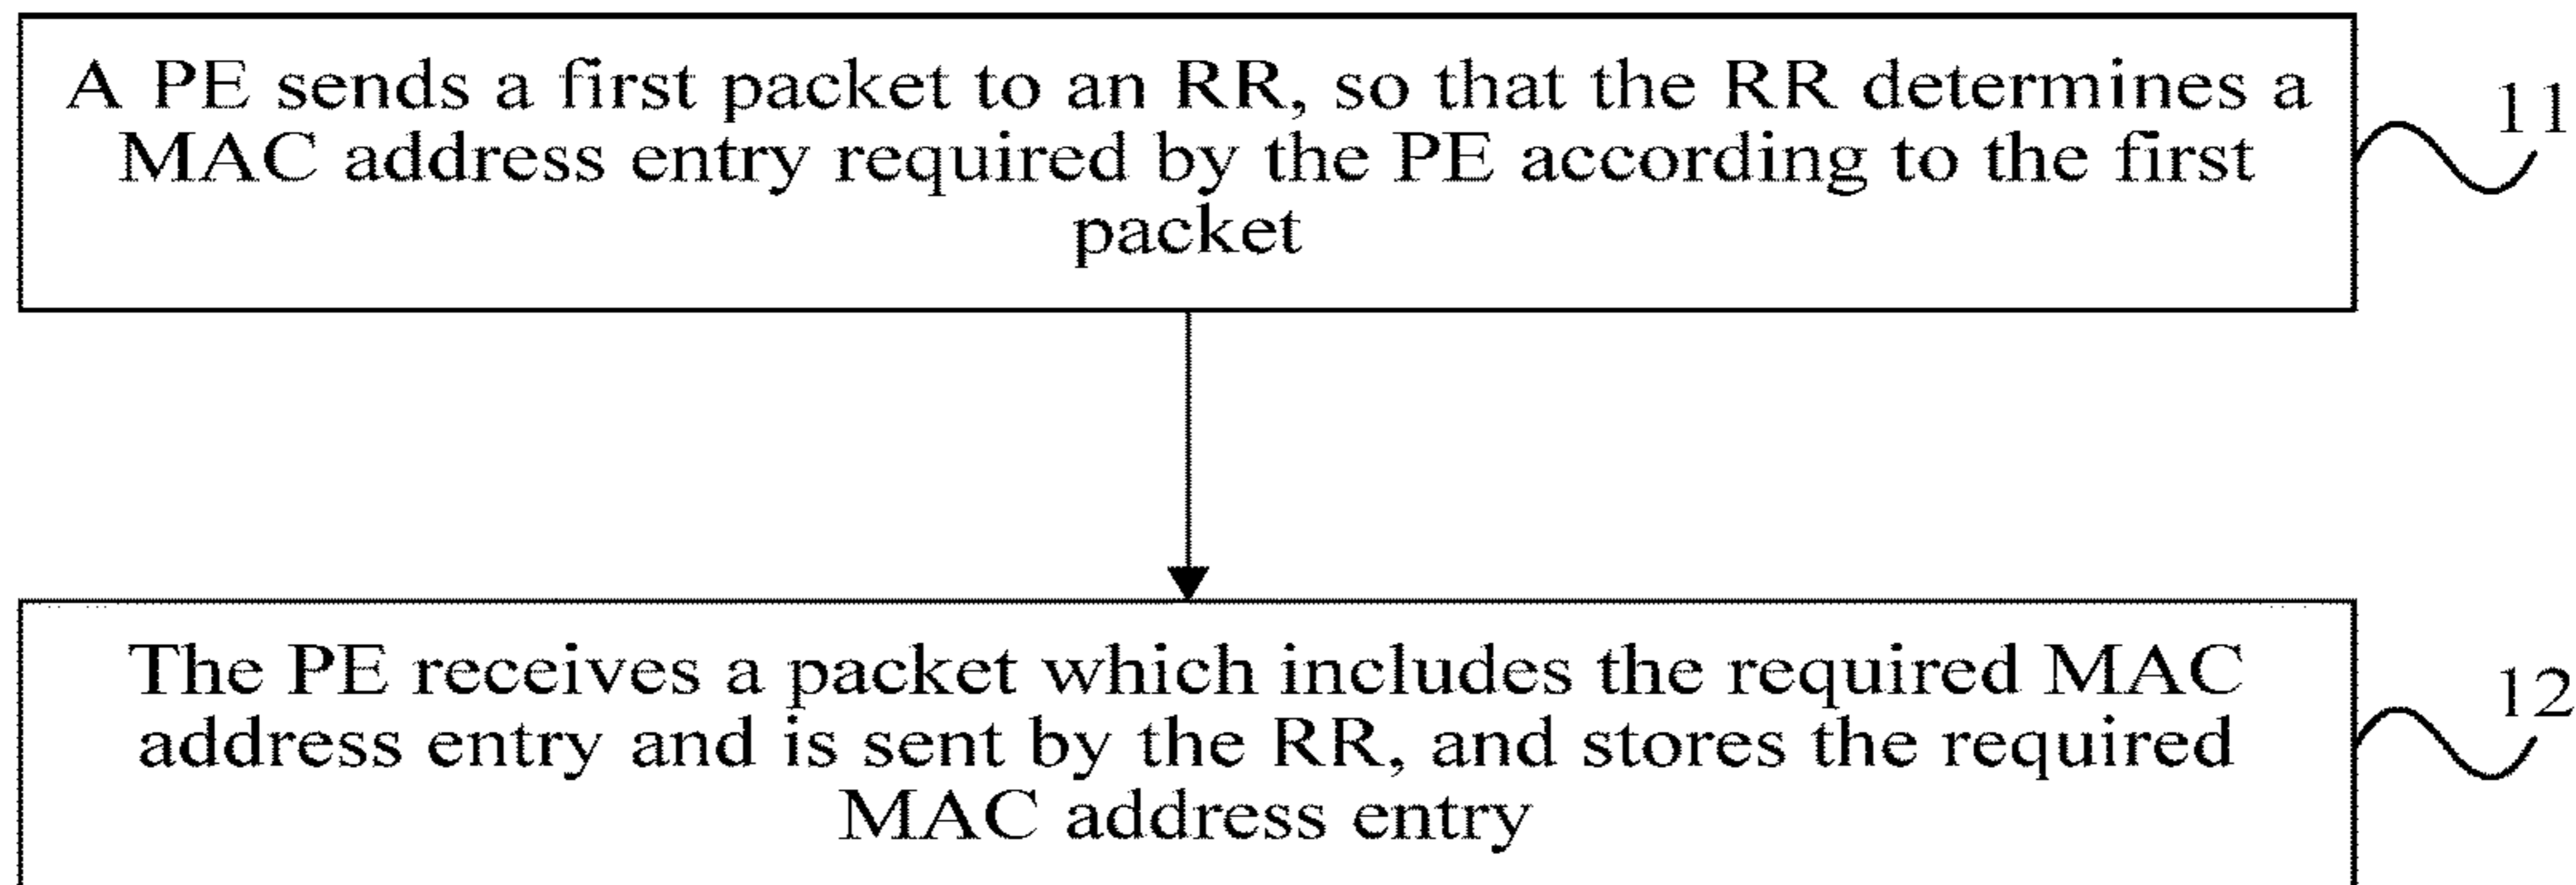 A PE sends a first packet to an RR, so that the RR determines a
MAC address entry required by the PE according to the first
packet
11
The PE receives a packet which includes the required MAC
address entry and is sent by the RR, and stores the required
MAC address entry
12